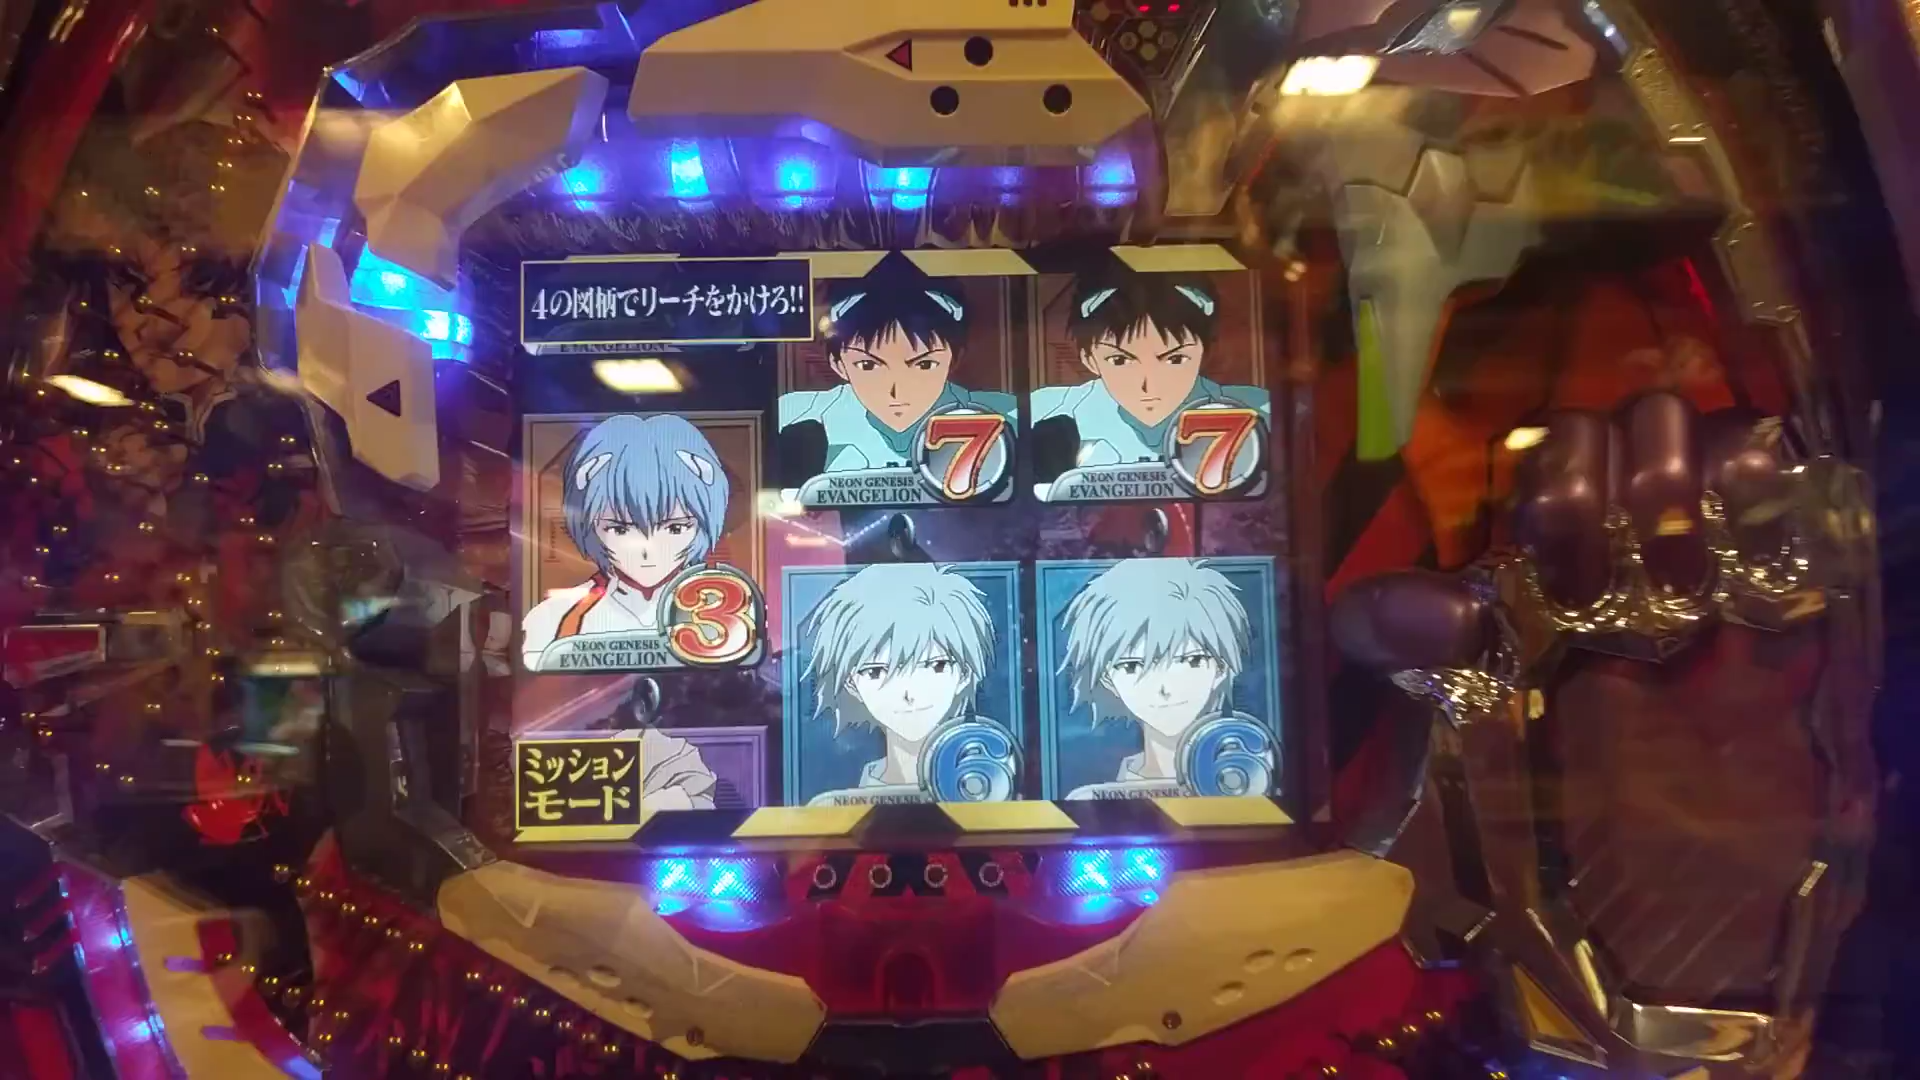 4の図柄でリーチをかけろ!!
EVANGELION
7
NEON GENESIS
EVANGELION
7
NEON GENESIS
EVANGELION
3
NEON GENESIS
EVANGELION
6
NEON GENESIS
6
NEON GENESIS
ミッション
モード